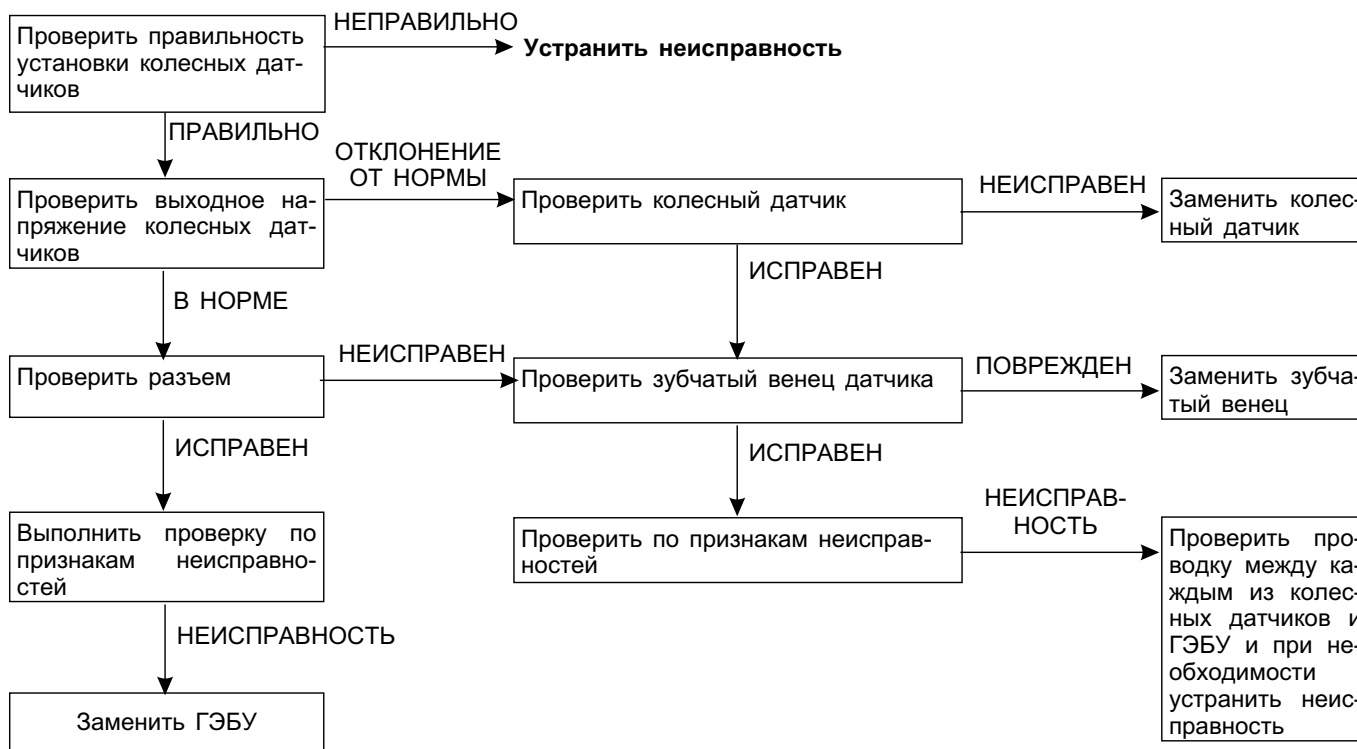 Проверить правильность
установки колесных дат-
чиков
НЕПРАВИЛЬНО
Устранить неисправность
ПРАВИЛЬНО
Проверить выходное на-
пряжение колесных дат-
чиков
ОТКЛОНЕНИЕ
ОТ НОРМЫ
Проверить колесный датчик
НЕИСПРАВЕН
Заменить колес-
ный датчик
В НОРМЕ
ИСПРАВЕН
Проверить разъем
НЕИСПРАВЕН
Проверить зубчатый венец датчика
ПОВРЕЖДЕН
Заменить зубча-
тый венец
ИСПРАВЕН
ИСПРАВЕН
Выполнить проверку по
признакам неисправно-
стей
Проверить по признакам неисправ-
ностей
НЕИСПРАВ-
НОСТЬ
Проверить про-
водку между ка-
ждым из колес-
ных датчиков и
ГЭБУ и при не-
обходимости
устранить неис-
правность
НЕИСПРАВНОСТЬ
Заменить ГЭБУ